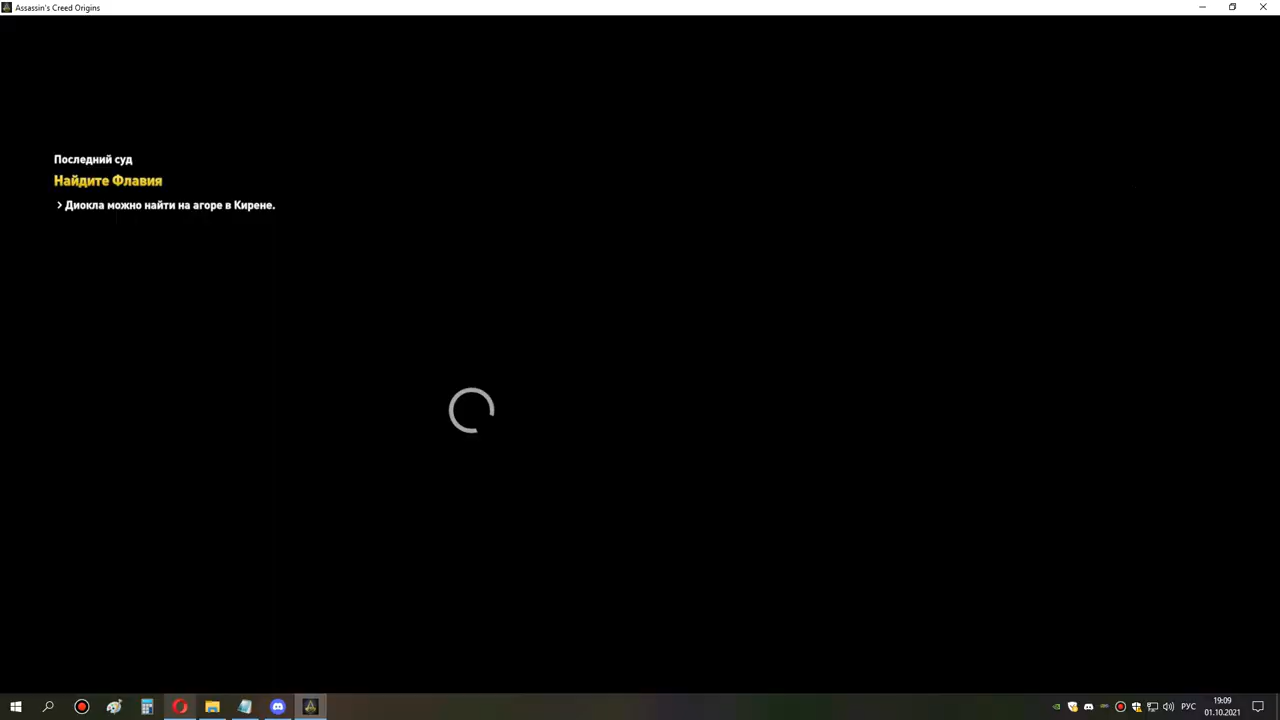 Assassin's Creed Origins
Последний суд
Найдите Флавия
> Диокла можно найти на агоре в Кирене.
РУС
19:09
01.10.2021